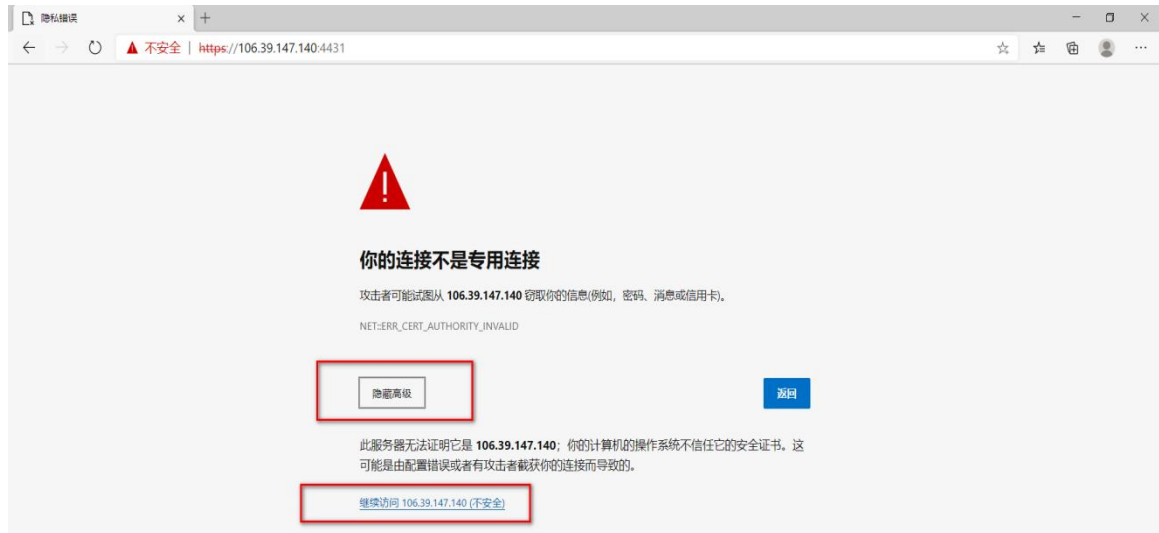 隐私错误
不安全 | https://106.39.147.140:4431
你的连接不是专用连接
攻击者可能试图从 106.39.147.140 窃取你的信息(例如，密码、消息或信用卡)。
NET::ERR_CERT_AUTHORITY_INVALID
隐藏高级
返回
此服务器无法证明它是 106.39.147.140；你的计算机的操作系统不信任它的安全证书。这
可能是由配置错误或者有攻击者截获你的连接而导致的。
继续访问 106.39.147.140 (不安全)